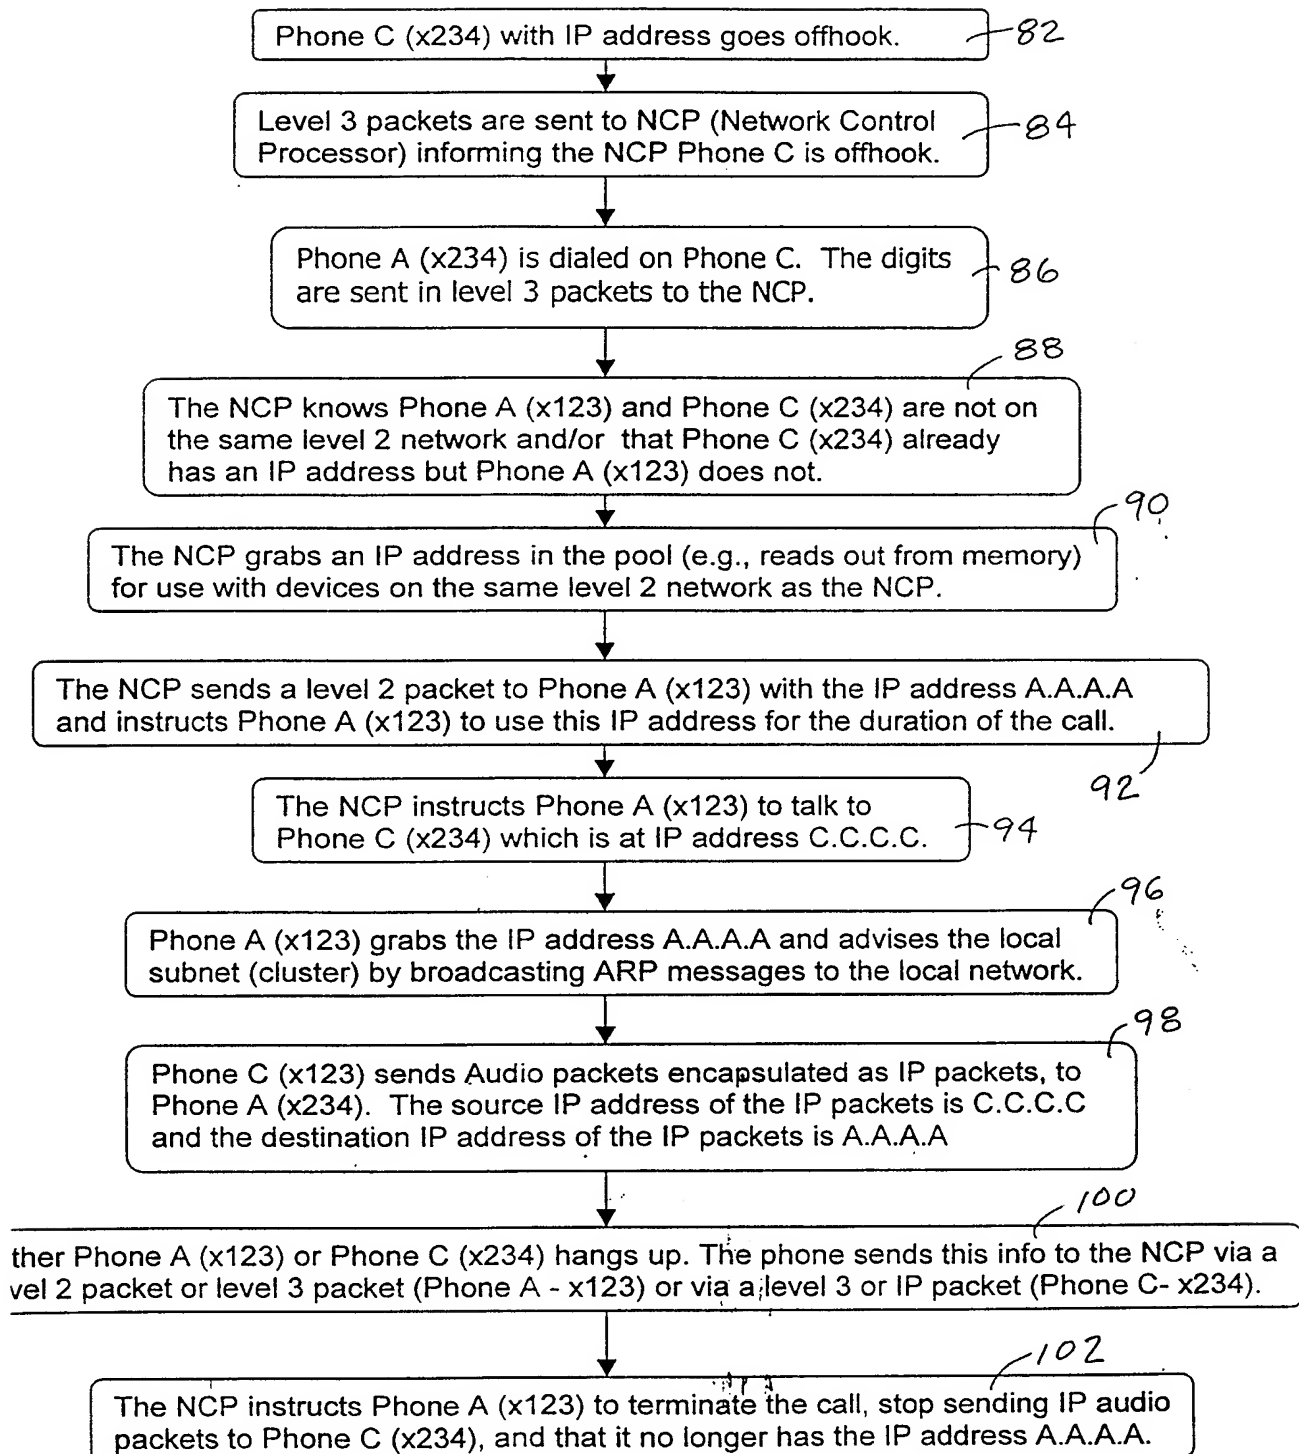 Phone C (x234) with IP address goes offhook.
82
Level 3 packets are sent to NCP (Network Control
Processor) informing the NCP Phone C is offhook.
84
Phone A (x234) is dialed on Phone C. The digits
are sent in level 3 packets to the NCP.
86
88
The NCP knows Phone A (x123) and Phone C (x234) are not on
the same level 2 network and/or that Phone C (x234) already
has an IP address but Phone A (x123) does not.
90
The NCP grabs an IP address in the pool (e.g., reads out from memory)
for use with devices on the same level 2 network as the NCP.
The NCP sends a level 2 packet to Phone A (x123) with the IP address A.A.A.A
and instructs Phone A (x123) to use this IP address for the duration of the call.
92
The NCP instructs Phone A (x123) to talk to
Phone C (x234) which is at IP address C.C.C.C.
94
96
Phone A (x123) grabs the IP address A.A.A.A and advises the local
subnet (cluster) by broadcasting ARP messages to the local network.
98
Phone C (x123) sends Audio packets encapsulated as IP packets, to
Phone A (x234). The source IP address of the IP packets is C.C.C.C
and the destination IP address of the IP packets is A.A.A.A
100
ther Phone A (x123) or Phone C (x234) hangs up. The phone sends this info to the NCP via a
vel 2 packet or level 3 packet (Phone A - x123) or via a level 3 or IP packet (Phone C- x234).
102
The NCP instructs Phone A (x123) to terminate the call, stop sending IP audio
packets to Phone C (x234), and that it no longer has the IP address A.A.A.A.